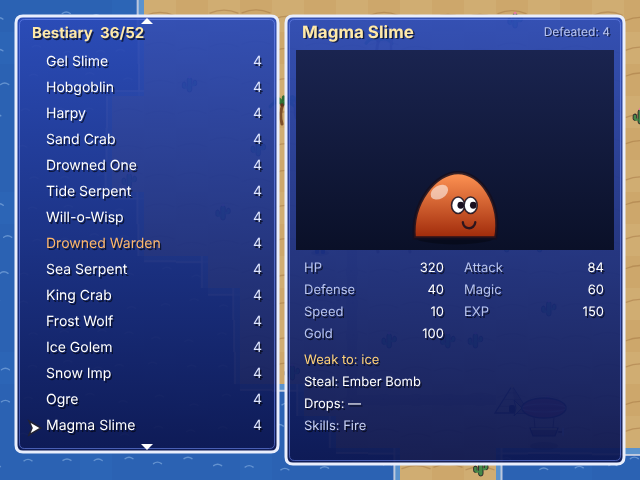 Bestiary 36/52
Gel Slime 4
Hobgoblin 4
Harpy 4
Sand Crab 4
Drowned One 4
Tide Serpent 4
Will-o-Wisp 4
Drowned Warden 4
Sea Serpent 4
King Crab 4
Frost Wolf 4
Ice Golem 4
Snow Imp 4
Ogre 4
Magma Slime 4
Magma Slime Defeated: 4
HP 320 Attack 84
Defense 40 Magic 60
Speed 10 EXP 150
Gold 100
Weak to: ice
Steal: Ember Bomb
Drops: —
Skills: Fire